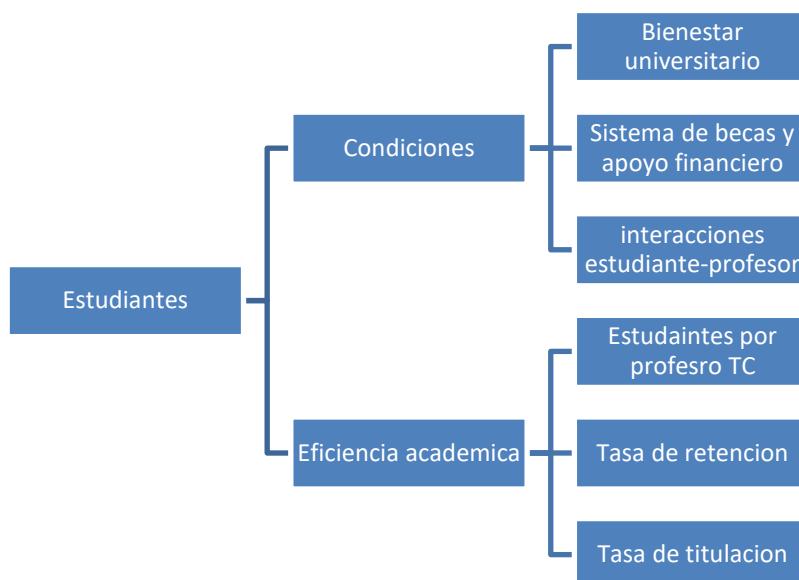 Estudiantes
Condiciones
Bienestar
universitario
Sistema de becas y
apoyo financiero
interacciones
estudiante-profesor
Eficiencia academica
Estudaintes por
profesro TC
Tasa de retencion
Tasa de titulacion